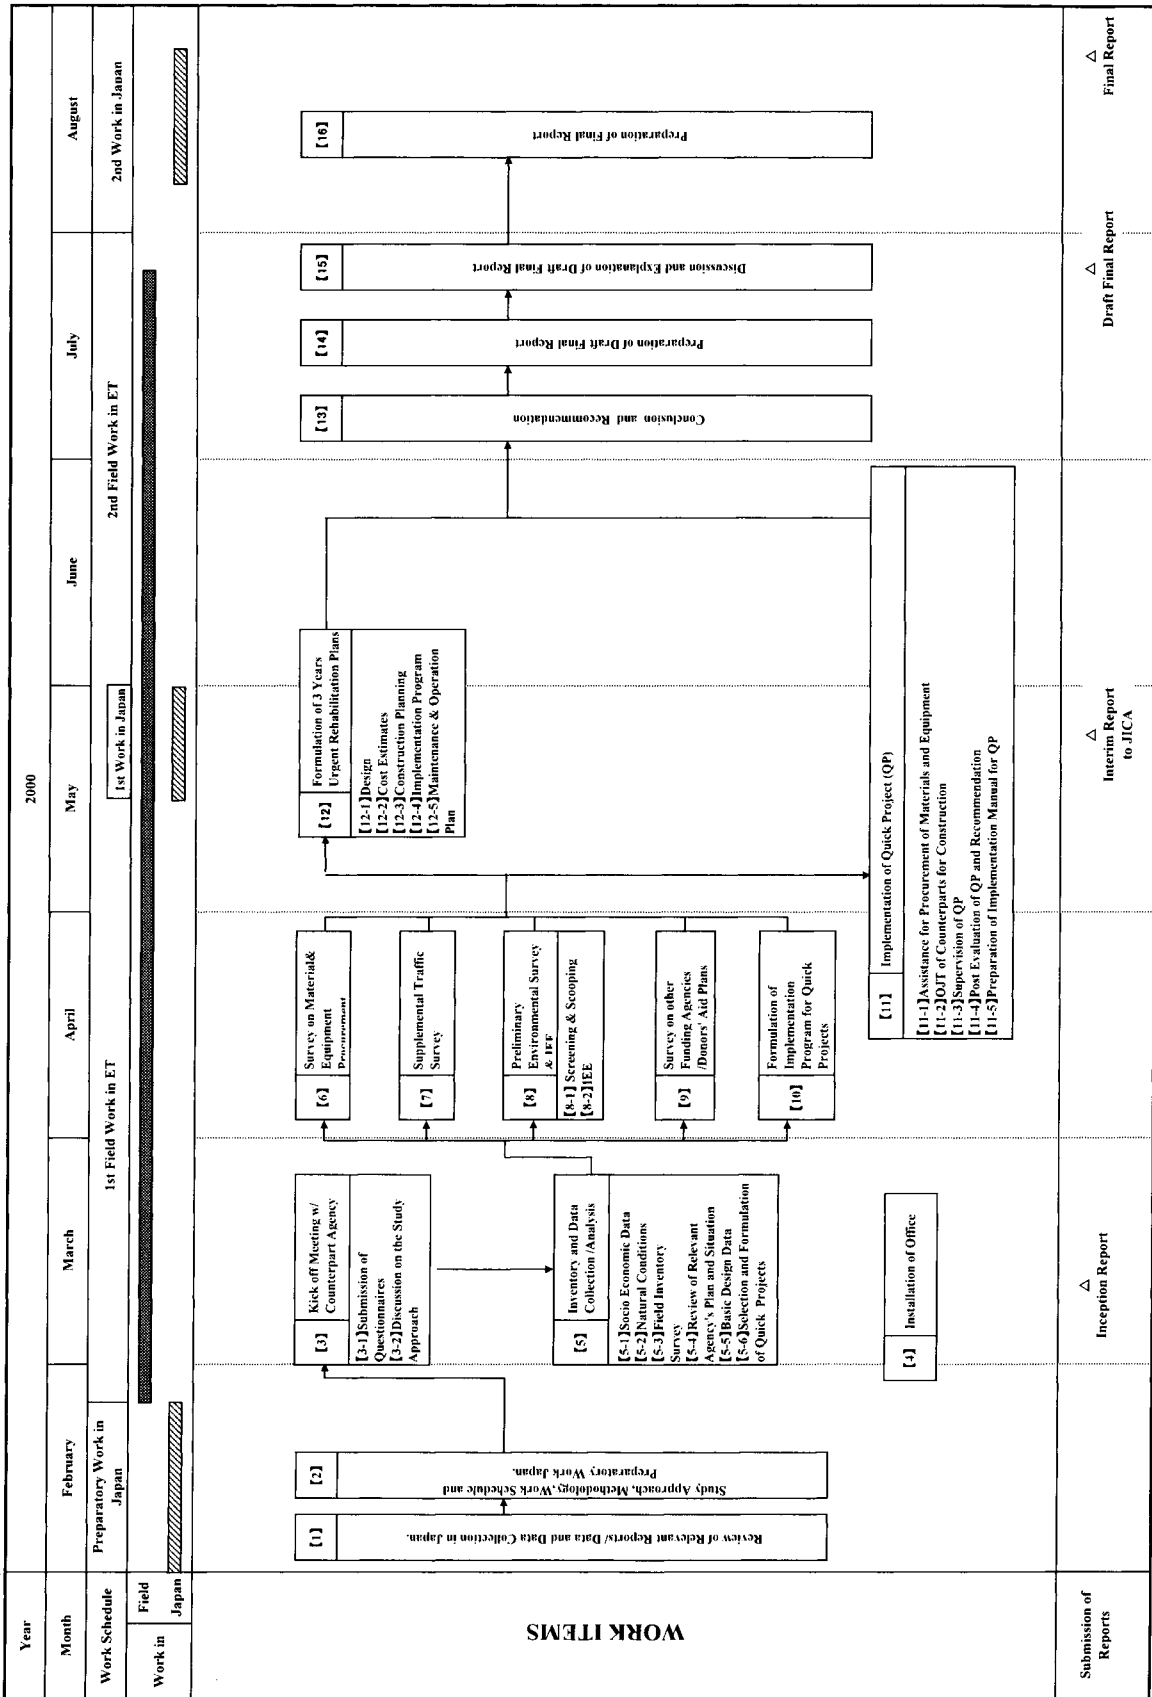 Year
2000
Month
February
March
April
May
June
July
August
Work Schedule
Preparatory Work in
Japan
1st Field Work in ET
1st Work in Japan
2nd Field Work in ET
2nd Work in Japan
Work in
Field
Japan
WORK ITEMS
[1]
Review of Relevant Reports/ Data and Data Collection in Japan.
[2]
Study Approach, Methodology, Work Schedule and
Preparatory Work Japan.
[3]
Kick off Meeting w/
Counterpart Agency
[3-1]Submission of
Questionnaires
[3-2]Discussion on the Study
Approach
[5]
Inventory and Data
Collection /Analysis
[5-1]Socio Economic Data
[5-2]Natural Conditions
[5-3]Field Inventory
Survey
[5-4]Review of Relevant
Agency's Plan and Situation
[5-5]Basic Design Data
[5-6]Selection and Formulation
of Quick Projects
[4]
Installation of Office
[6]
Survey on Material&
Equipment
Procurement
[7]
Supplemental Traffic
Survey
[8]
Preliminary
Environmental Survey
& IEE
[8-1] Screening & Scooping
[8-2]IEE
[9]
Survey on other
Funding Agencies
/Donors' Aid Plans
[10]
Formulation of
Implementation
Program for Quick
Projects
[12]
Formulation of 3 Years
Urgent Rehabilitation Plans
[12-1]Design
[12-2]Cost Estimates
[12-3]Construction Planning
[12-4]Implementation Program
[12-5]Maintenance & Operation
Plan
[11]
Implementation of Quick Project (QP)
[11-1]Assistance for Procurement of Materials and Equipment
[11-2]OJT of Counterparts for Construction
[11-3]Supervision of QP
[11-4]Post Evaluation of QP and Recommendation
[11-5]Preparation of Implementation Manual for QP
[13]
Conclusion and Recommendation
[14]
Preparation of Draft Final Report
[15]
Discussion and Explanation of Draft Final Report
[16]
Preparation of Final Report
Submission of
Reports
△
Inception Report
△
Interim Report
to JICA
△
Draft Final Report
△
Final Report